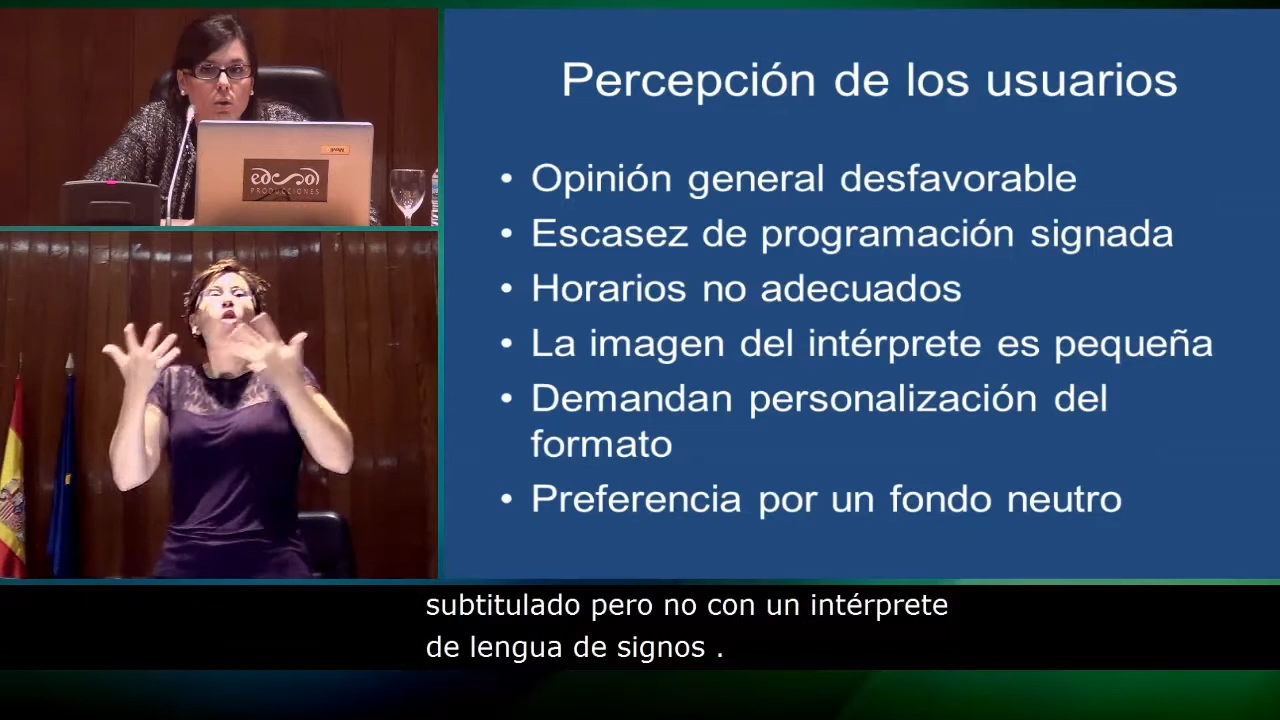 Percepción de los usuarios
• Opinión general desfavorable
• Escasez de programación signada
• Horarios no adecuados
• La imagen del intérprete es pequeña
• Demandan personalización del
formato
• Preferencia por un fondo neutro
edsol
PRODUCCIONES
subtitulado pero no con un intérprete
de lengua de signos .